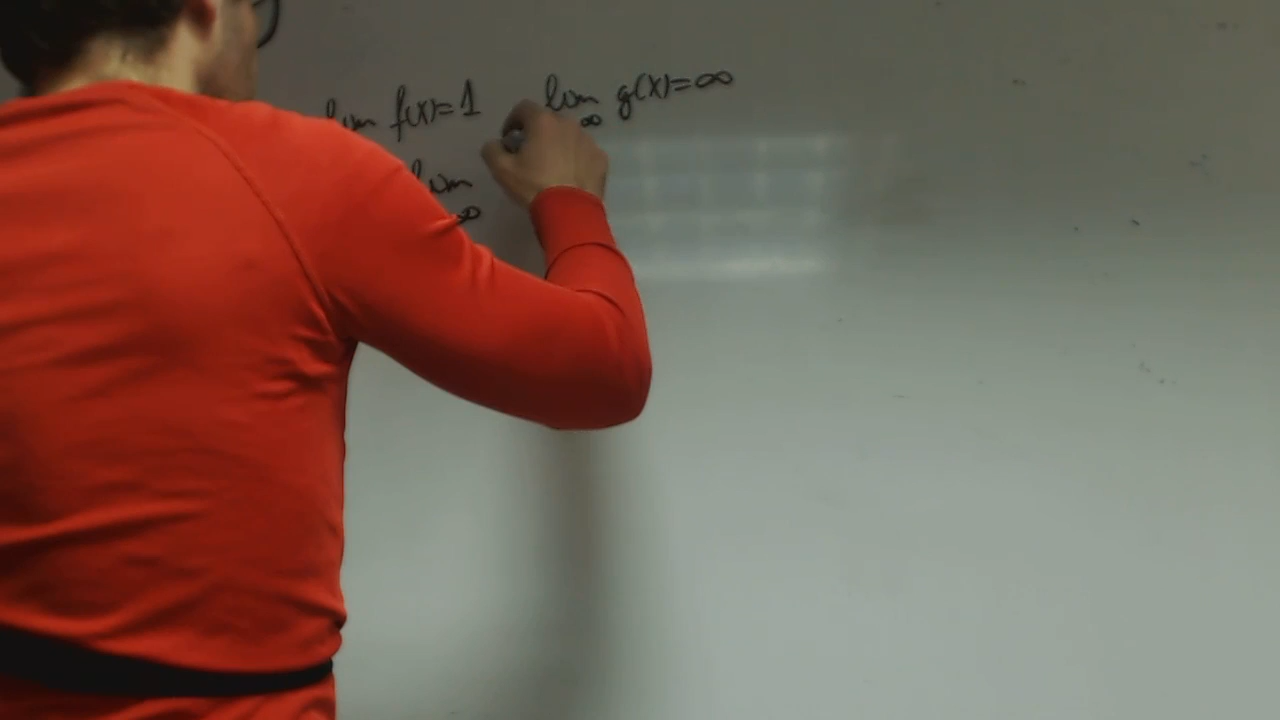 lim f(x)=1 lim g(x)=∞
∞
lim
∞